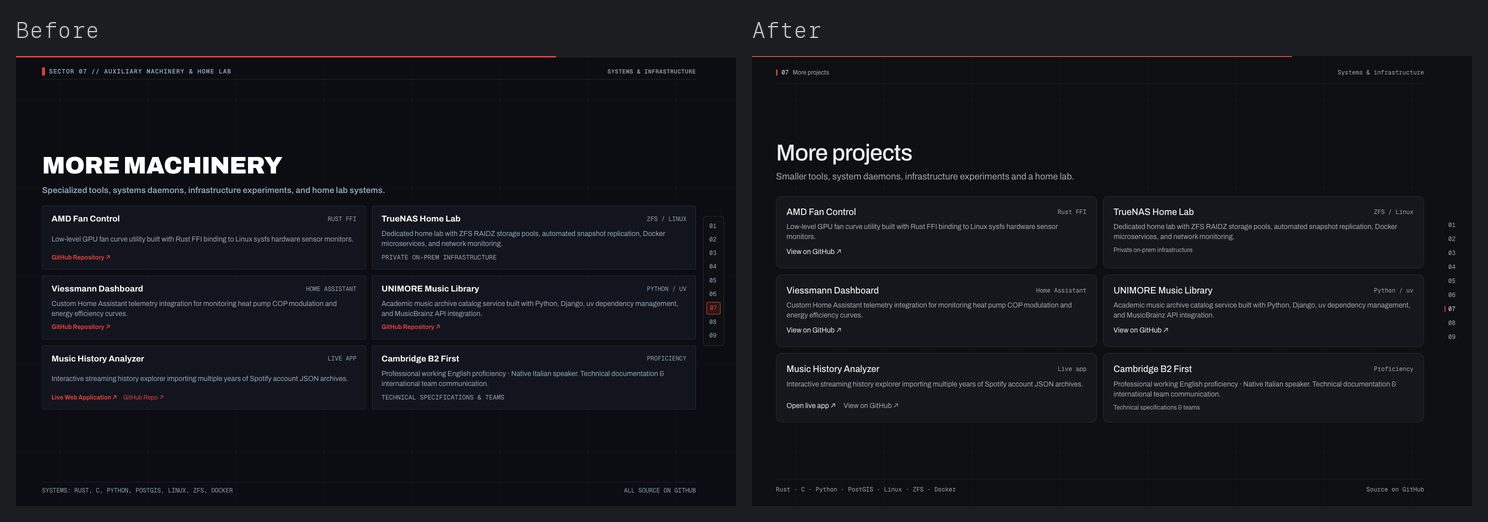 Before
SECTOR 07 // AUXILIARY MACHINERY & HOME LAB
SYSTEMS & INFRASTRUCTURE
MORE MACHINERY
Specialized tools, systems daemons, infrastructure experiments, and home lab systems.
AMD Fan Control
RUST FFI
Low-level GPU fan curve utility built with Rust FFI binding to Linux sysfs hardware sensor monitors.
GitHub Repository ↗
TrueNAS Home Lab
ZFS / LINUX
Dedicated home lab with ZFS RAIDZ storage pools, automated snapshot replication, Docker
microservices, and network monitoring.
PRIVATE ON-PREM INFRASTRUCTURE
Viessmann Dashboard
HOME ASSISTANT
Custom Home Assistant telemetry integration for monitoring heat pump COP modulation and
energy efficiency curves.
GitHub Repository ↗
UNIMORE Music Library
PYTHON / UV
Academic music archive catalog service built with Python, Django, uv dependency management,
and MusicBrainz API integration.
GitHub Repository ↗
Music History Analyzer
LIVE APP
Interactive streaming history explorer importing multiple years of Spotify account JSON archives.
Live Web Application ↗ GitHub Repo ↗
Cambridge B2 First
PROFICIENCY
Professional working English proficiency · Native Italian speaker. Technical documentation &
international team communication.
TECHNICAL SPECIFICATIONS & TEAMS
01
02
03
04
05
06
07
08
09
SYSTEMS: RUST, C, PYTHON, POSTGIS, LINUX, ZFS, DOCKER
ALL SOURCE ON GITHUB
After
07 More projects
Systems & infrastructure
More projects
Smaller tools, system daemons, infrastructure experiments and a home lab.
AMD Fan Control
Rust FFI
Low-level GPU fan curve utility built with Rust FFI binding to Linux sysfs hardware sensor
monitors.
View on GitHub ↗
TrueNAS Home Lab
ZFS / Linux
Dedicated home lab with ZFS RAIDZ storage pools, automated snapshot replication, Docker
microservices, and network monitoring.
Private on-prem infrastructure
Viessmann Dashboard
Home Assistant
Custom Home Assistant telemetry integration for monitoring heat pump COP modulation and
energy efficiency curves.
View on GitHub ↗
UNIMORE Music Library
Python / uv
Academic music archive catalog service built with Python, Django, uv dependency management,
and MusicBrainz API integration.
View on GitHub ↗
Music History Analyzer
Live app
Interactive streaming history explorer importing multiple years of Spotify account JSON archives.
Open live app ↗ View on GitHub ↗
Cambridge B2 First
Proficiency
Professional working English proficiency · Native Italian speaker. Technical documentation &
international team communication.
Technical specifications & teams
01
02
03
04
05
06
07
08
09
Rust · C · Python · PostGIS · Linux · ZFS · Docker
Source on GitHub